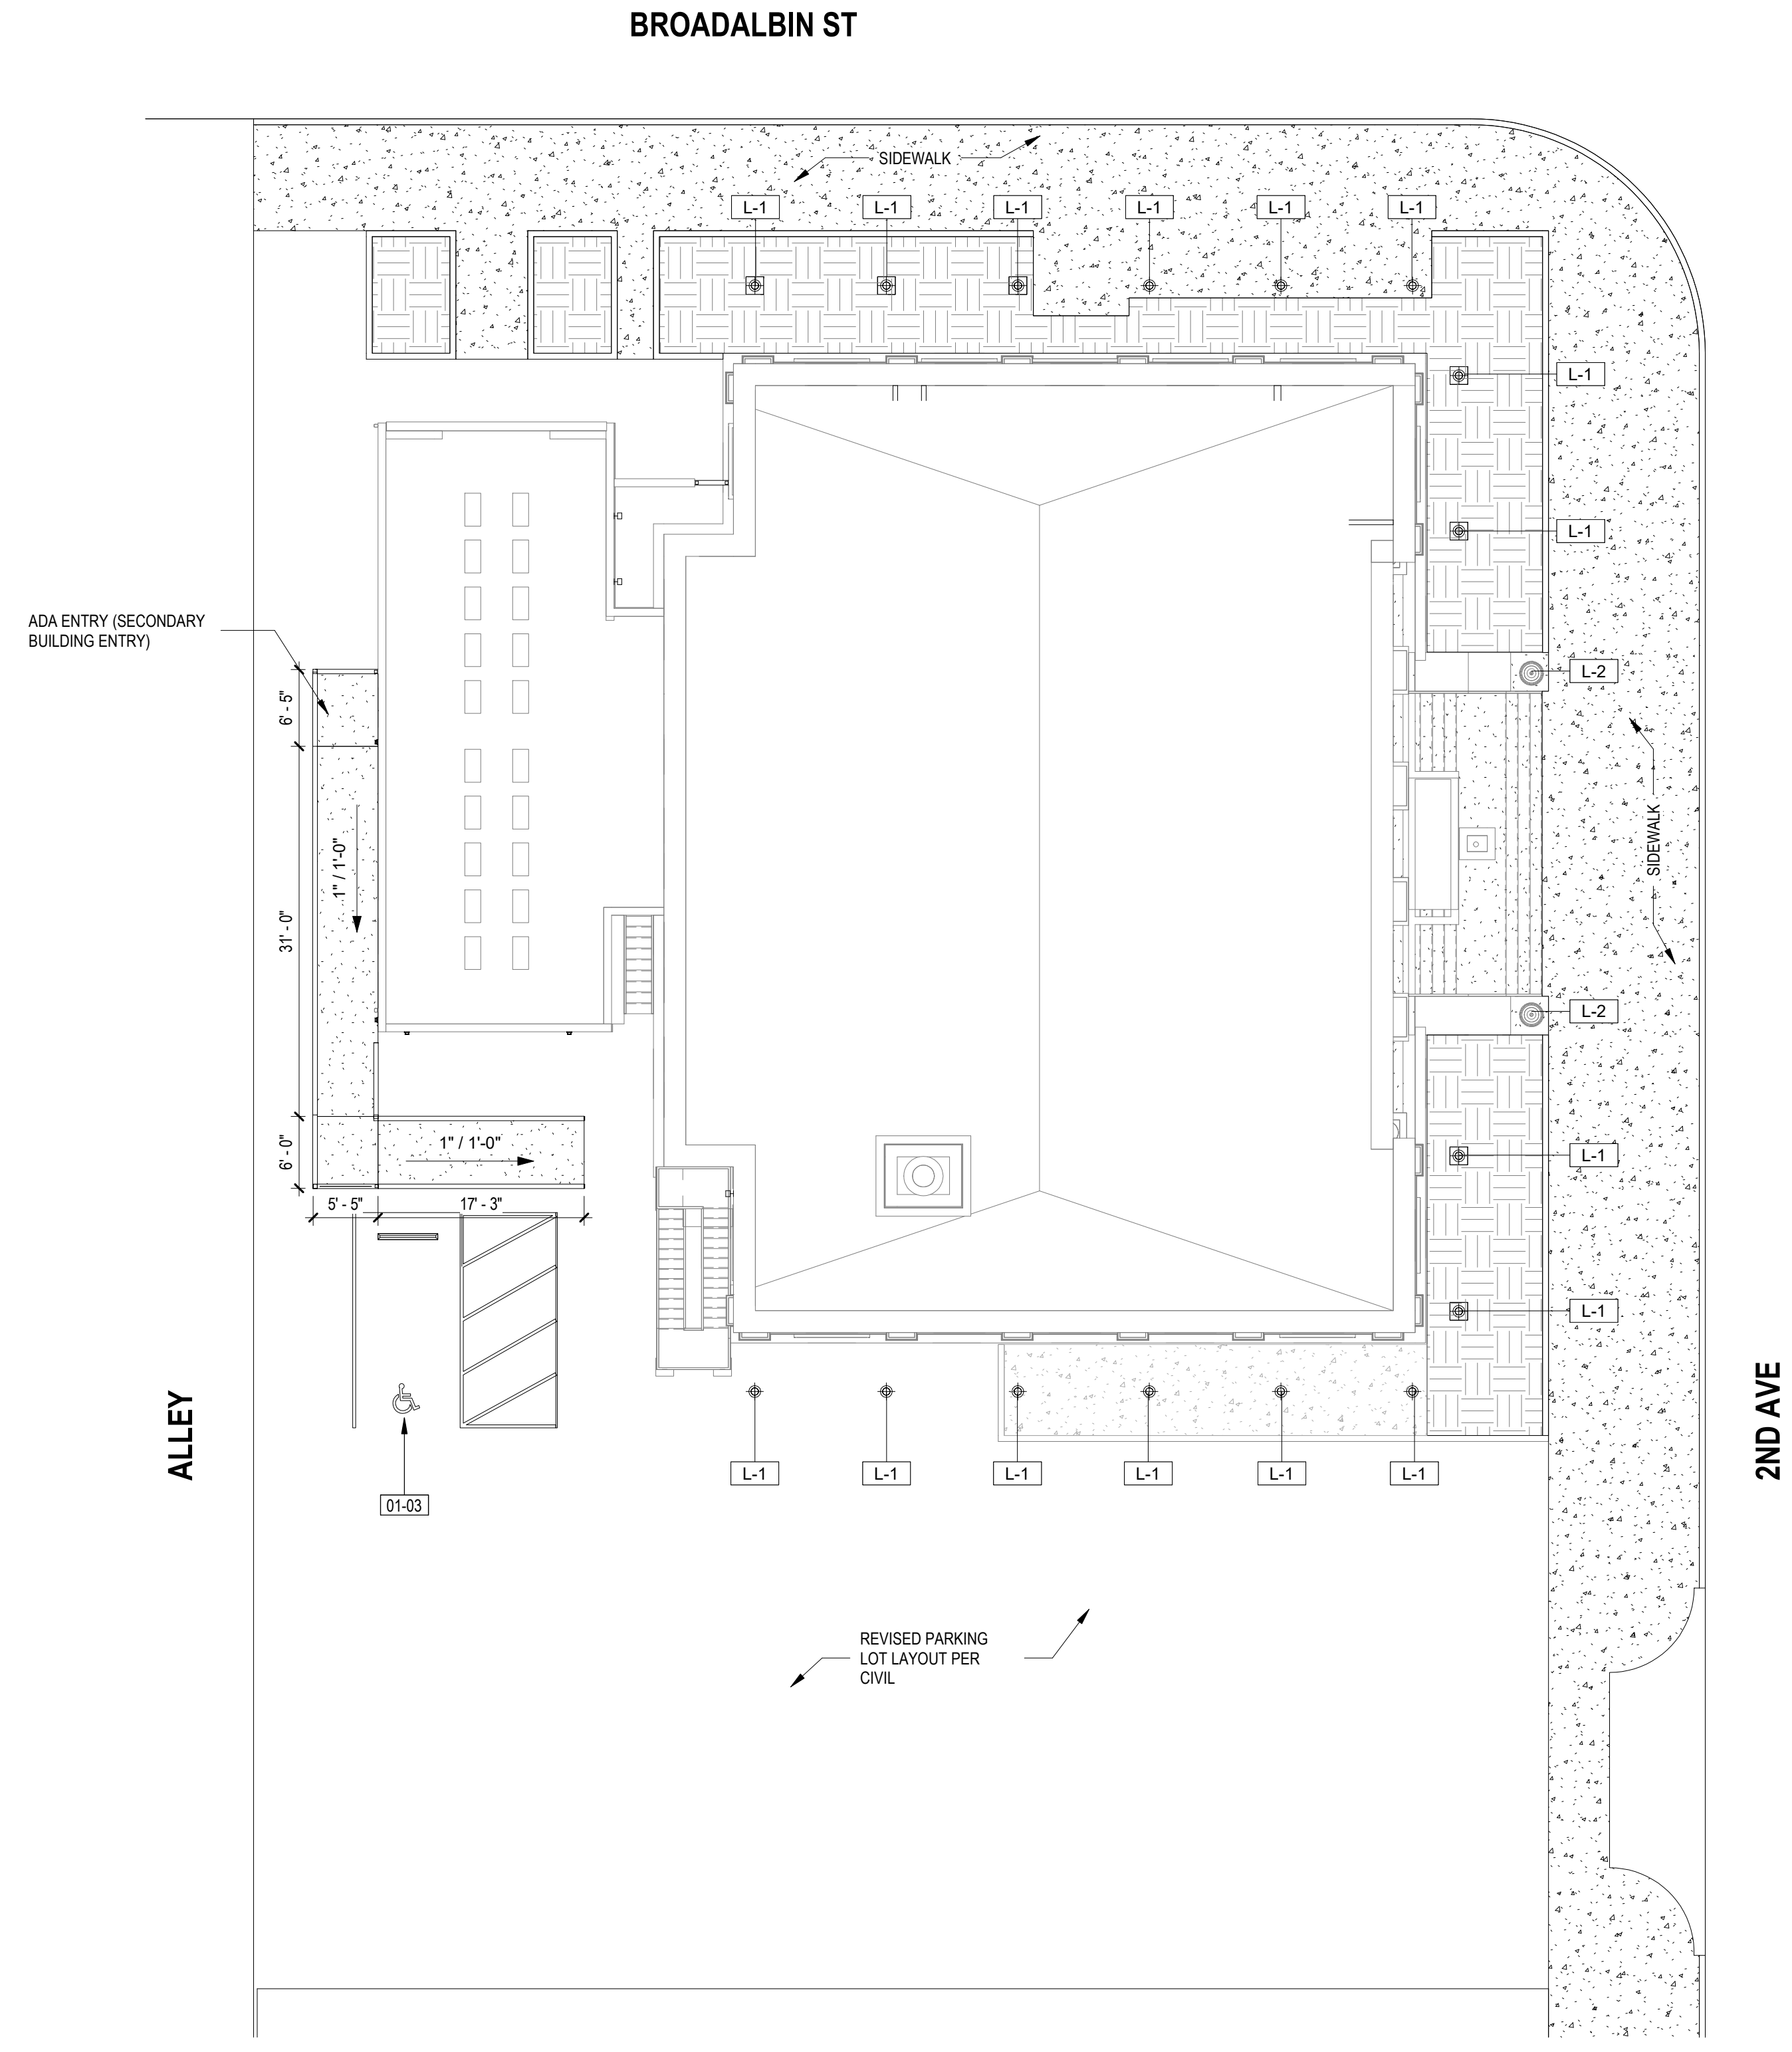 BROADALBIN ST
SIDEWALK
L-1
L-1
L-1
L-1
L-1
L-1
L-1
L-1
ADA ENTRY (SECONDARY
BUILDING ENTRY)
6' - 5"
L-2
1" / 1'-0"
SIDEWALK
31' - 0"
L-2
6' - 0"
1" / 1'-0"
L-1
5' - 5"
17' - 3"
L-1
ALLEY
2ND AVE
L-1
L-1
L-1
L-1
L-1
L-1
01-03
REVISED PARKING
LOT LAYOUT PER
CIVIL